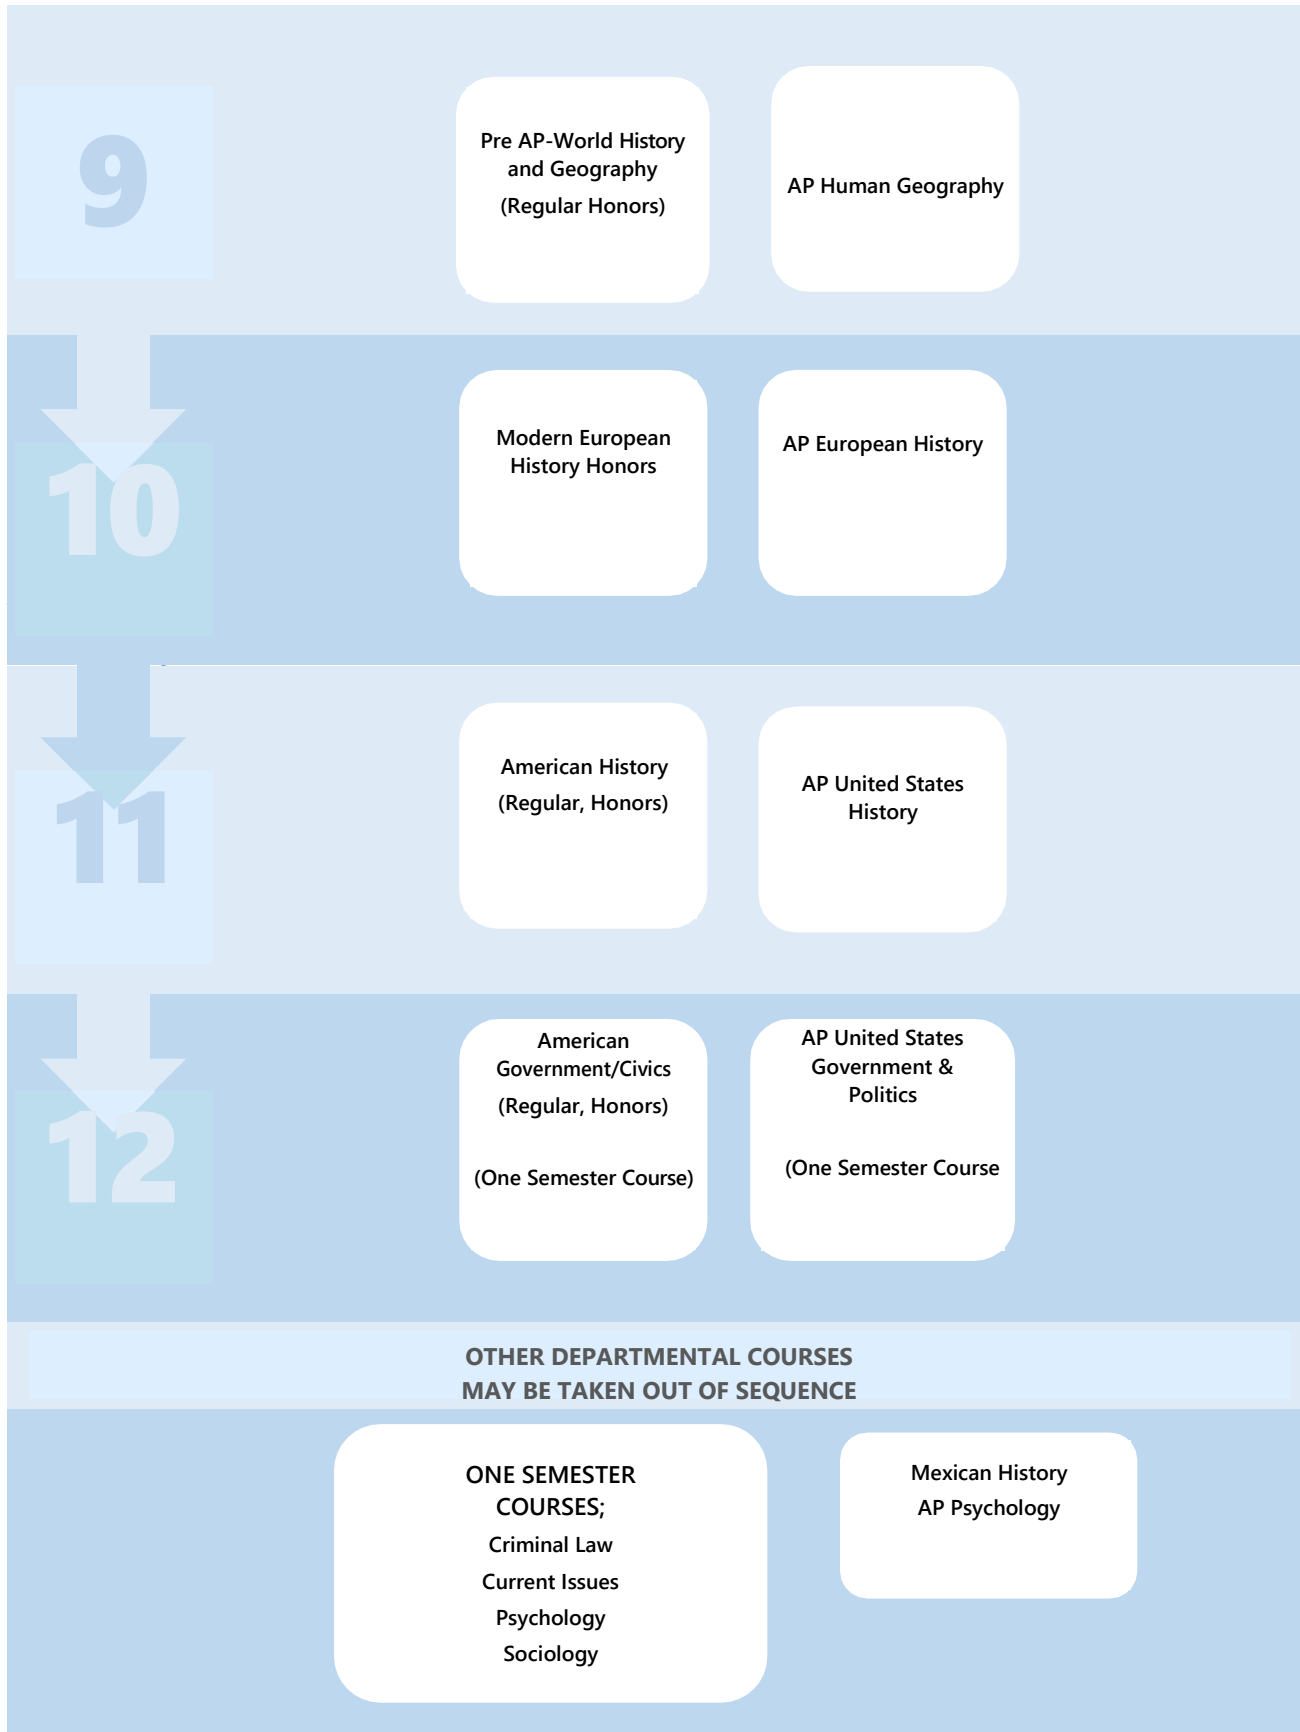 9
Pre AP-World History
and Geography
(Regular Honors)
AP Human Geography
10
Modern European
History Honors
AP European History
11
American History
(Regular, Honors)
AP United States
History
12
American
Government/Civics
(Regular, Honors)
(One Semester Course)
AP United States
Government &
Politics
(One Semester Course
OTHER DEPARTMENTAL COURSES
MAY BE TAKEN OUT OF SEQUENCE
ONE SEMESTER
COURSES;
Criminal Law
Current Issues
Psychology
Sociology
Mexican History
AP Psychology